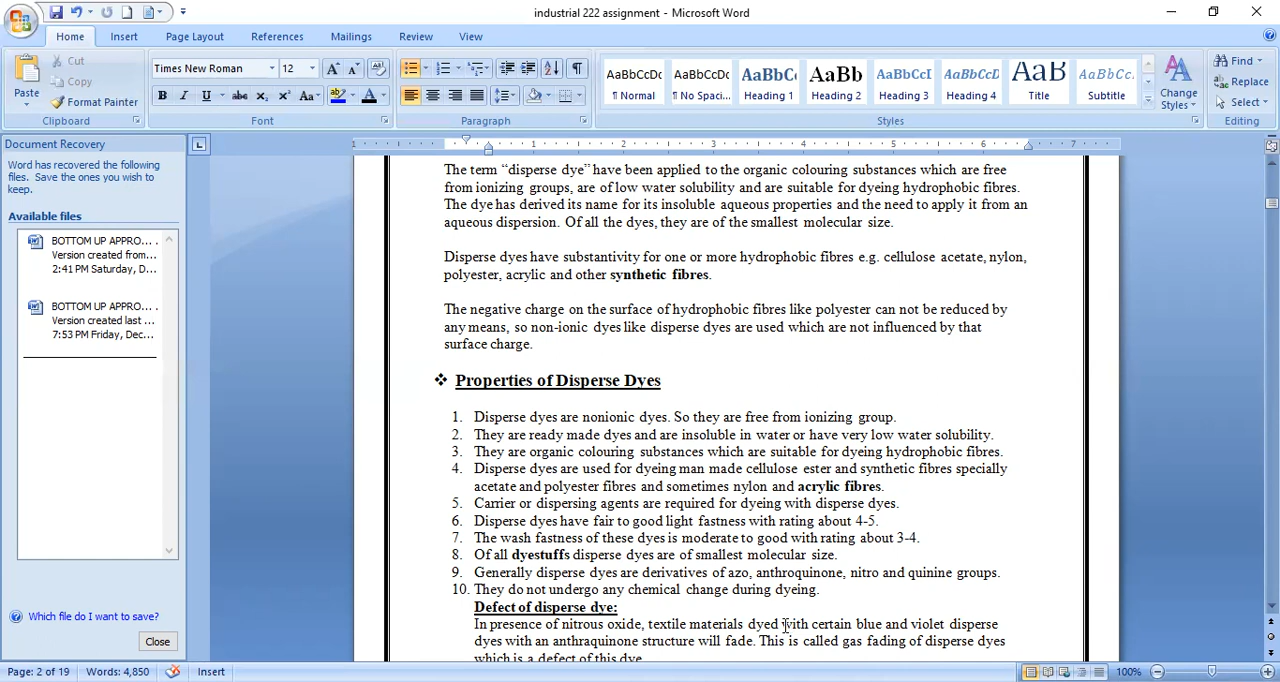 industrial 222 assignment - Microsoft Word
Home Insert Page Layout References Mailings Review View
Paste
Cut
Copy
Format Painter
Clipboard
Times New Roman 12
B I U abc x₂ x² Aa A
Font
Paragraph
AaBbCcDc AaBbCcDc AaBbC AaBb AaBbCcI AaBbCcI AaB AaBbCc.
¶ Normal ¶ No Spaci... Heading 1 Heading 2 Heading 3 Heading 4 Title Subtitle
Change Styles
Styles
Find
Replace
Select
Editing
Document Recovery
Word has recovered the following
files. Save the ones you wish to
keep.
Available files
BOTTOM UP APPRO... .
Version created from...
2:41 PM Saturday, D...
BOTTOM UP APPRO... .
Version created last ...
7:53 PM Friday, Dec...
Which file do I want to save?
Close
1 1 2 3 4 5 6 7
The term “disperse dye” have been applied to the organic colouring substances which are free
from ionizing groups, are of low water solubility and are suitable for dyeing hydrophobic fibres.
The dye has derived its name for its insoluble aqueous properties and the need to apply it from an
aqueous dispersion. Of all the dyes, they are of the smallest molecular size.
Disperse dyes have substantivity for one or more hydrophobic fibres e.g. cellulose acetate, nylon,
polyester, acrylic and other synthetic fibres.
The negative charge on the surface of hydrophobic fibres like polyester can not be reduced by
any means, so non-ionic dyes like disperse dyes are used which are not influenced by that
surface charge.
❖ Properties of Disperse Dyes
1. Disperse dyes are nonionic dyes. So they are free from ionizing group.
2. They are ready made dyes and are insoluble in water or have very low water solubility.
3. They are organic colouring substances which are suitable for dyeing hydrophobic fibres.
4. Disperse dyes are used for dyeing man made cellulose ester and synthetic fibres specially
acetate and polyester fibres and sometimes nylon and acrylic fibres.
5. Carrier or dispersing agents are required for dyeing with disperse dyes.
6. Disperse dyes have fair to good light fastness with rating about 4-5.
7. The wash fastness of these dyes is moderate to good with rating about 3-4.
8. Of all dyestuffs disperse dyes are of smallest molecular size.
9. Generally disperse dyes are derivatives of azo, anthroquinone, nitro and quinine groups.
10. They do not undergo any chemical change during dyeing.
Defect of disperse dye:
In presence of nitrous oxide, textile materials dyed with certain blue and violet disperse
dyes with an anthraquinone structure will fade. This is called gas fading of disperse dyes
which is a defect of this dye.
Page: 2 of 19 Words: 4,850 Insert 100%